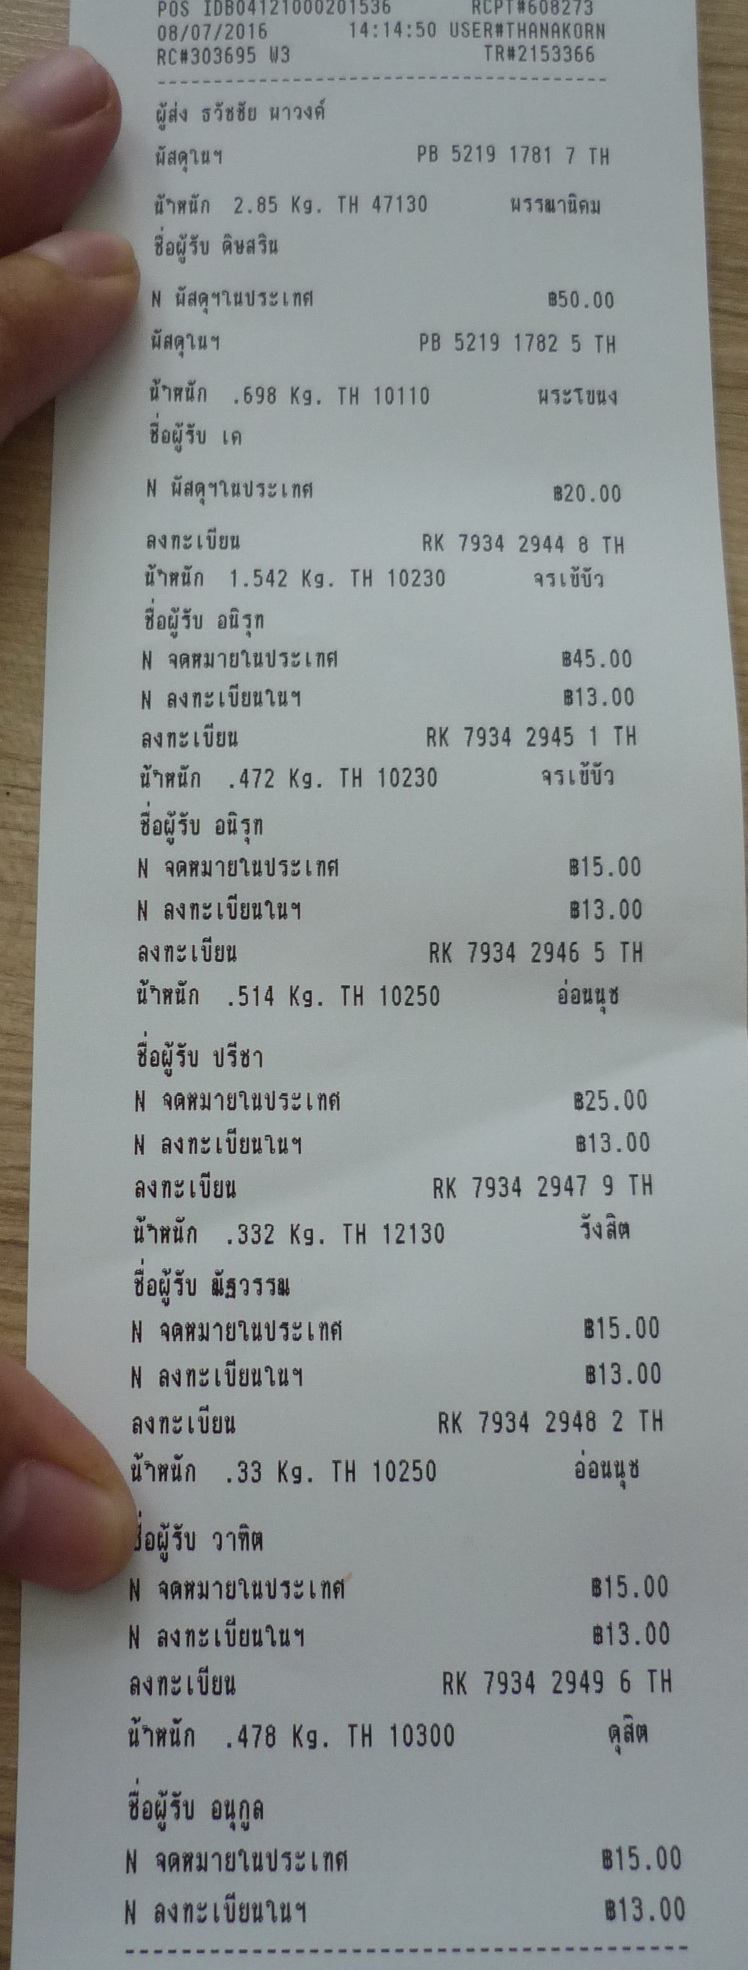 POS IDB04121000201536 RCPT#608273
08/07/2016 14:14:50 USER#THANAKORN
RC#303695 W3 TR#2153366
ผู้ส่ง ธวัชชัย ผาวงค์
พัสดุในฯ PB 5219 1781 7 TH
น้ำหนัก 2.85 Kg. TH 47130 พรรณานิคม
ชื่อผู้รับ ดิษสริน
N พัสดุฯในประเทศ ฿50.00
พัสดุในฯ PB 5219 1782 5 TH
น้ำหนัก .698 Kg. TH 10110 พระโขนง
ชื่อผู้รับ เค
N พัสดุฯในประเทศ ฿20.00
ลงทะเบียน RK 7934 2944 8 TH
น้ำหนัก 1.542 Kg. TH 10230 จรเข้บัว
ชื่อผู้รับ อนิรุท
N จดหมายในประเทศ ฿45.00
N ลงทะเบียนในฯ ฿13.00
ลงทะเบียน RK 7934 2945 1 TH
น้ำหนัก .472 Kg. TH 10230 จรเข้บัว
ชื่อผู้รับ อนิรุท
N จดหมายในประเทศ ฿15.00
N ลงทะเบียนในฯ ฿13.00
ลงทะเบียน RK 7934 2946 5 TH
น้ำหนัก .514 Kg. TH 10250 อ่อนนุช
ชื่อผู้รับ ปรีชา
N จดหมายในประเทศ ฿25.00
N ลงทะเบียนในฯ ฿13.00
ลงทะเบียน RK 7934 2947 9 TH
น้ำหนัก .332 Kg. TH 12130 รังสิต
ชื่อผู้รับ ณัฐวรรณ
N จดหมายในประเทศ ฿15.00
N ลงทะเบียนในฯ ฿13.00
ลงทะเบียน RK 7934 2948 2 TH
น้ำหนัก .33 Kg. TH 10250 อ่อนนุช
ชื่อผู้รับ วาทิต
N จดหมายในประเทศ ฿15.00
N ลงทะเบียนในฯ ฿13.00
ลงทะเบียน RK 7934 2949 6 TH
น้ำหนัก .478 Kg. TH 10300 ดุสิต
ชื่อผู้รับ อนุกูล
N จดหมายในประเทศ ฿15.00
N ลงทะเบียนในฯ ฿13.00